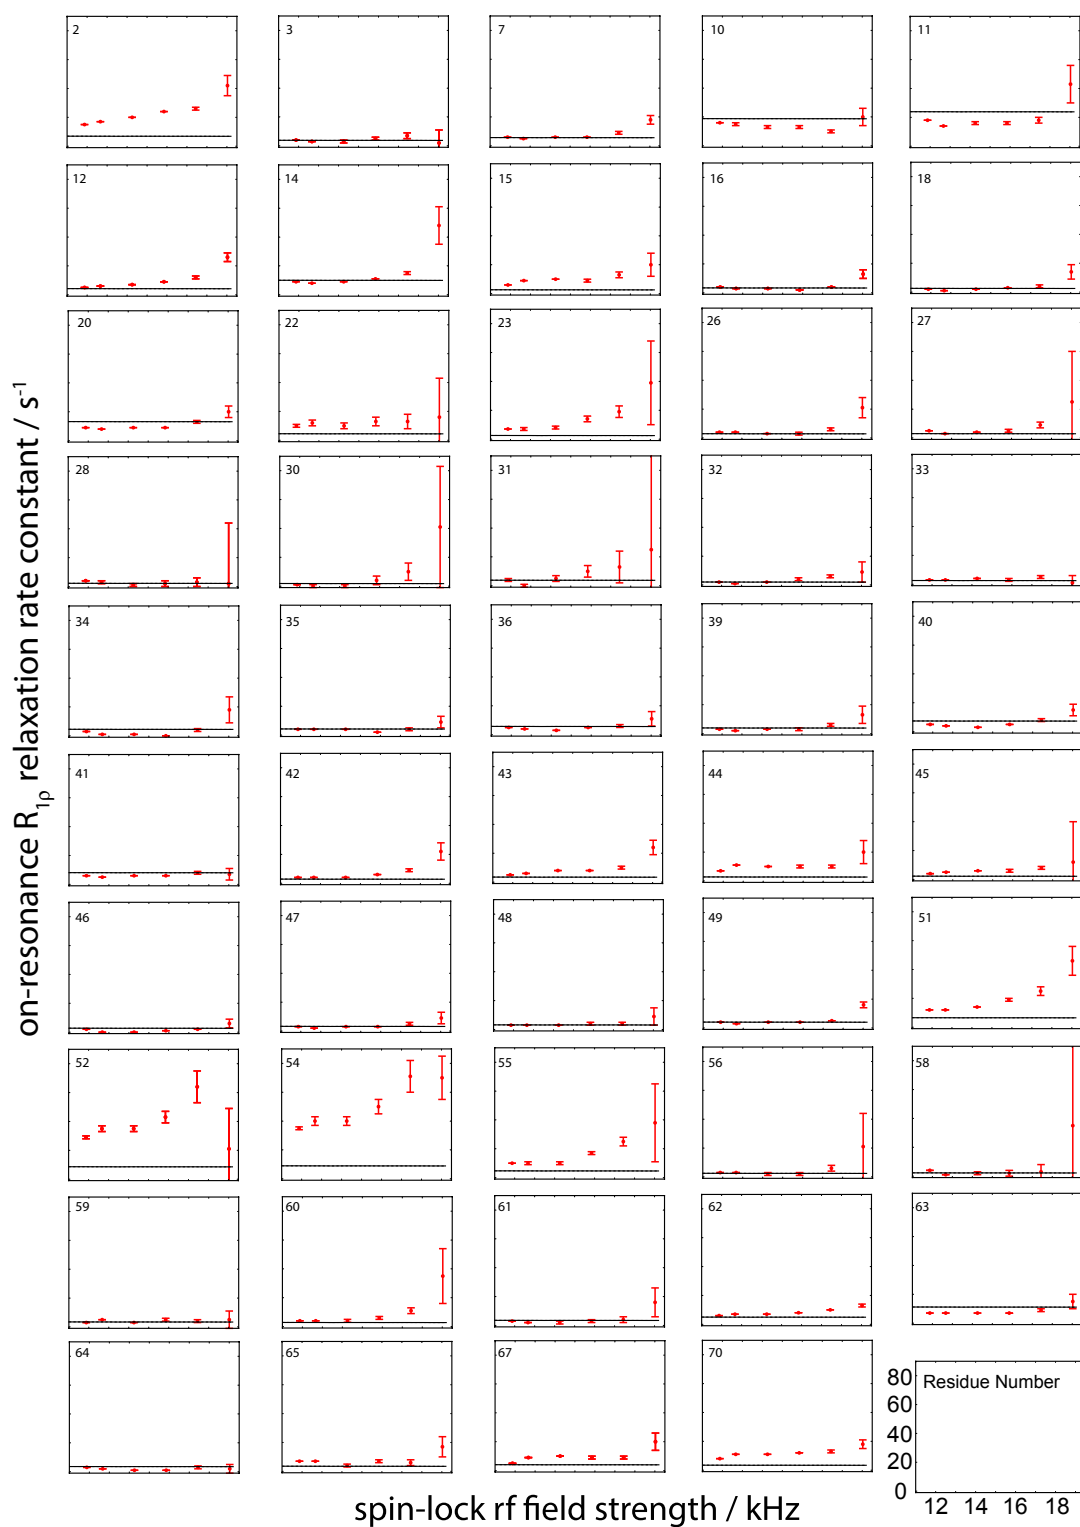 2 3 7 10 11
12 14 15 16 18
20 22 23 26 27
28 30 31 32 33
34 35 36 39 40
41 42 43 44 45
46 47 48 49 51
52 54 55 56 58
59 60 61 62 63
64 65 67 70
on-resonance R1ρ relaxation rate constant / s-1
80 Residue Number
60
40
20
0
12 14 16 18
spin-lock rf field strength / kHz